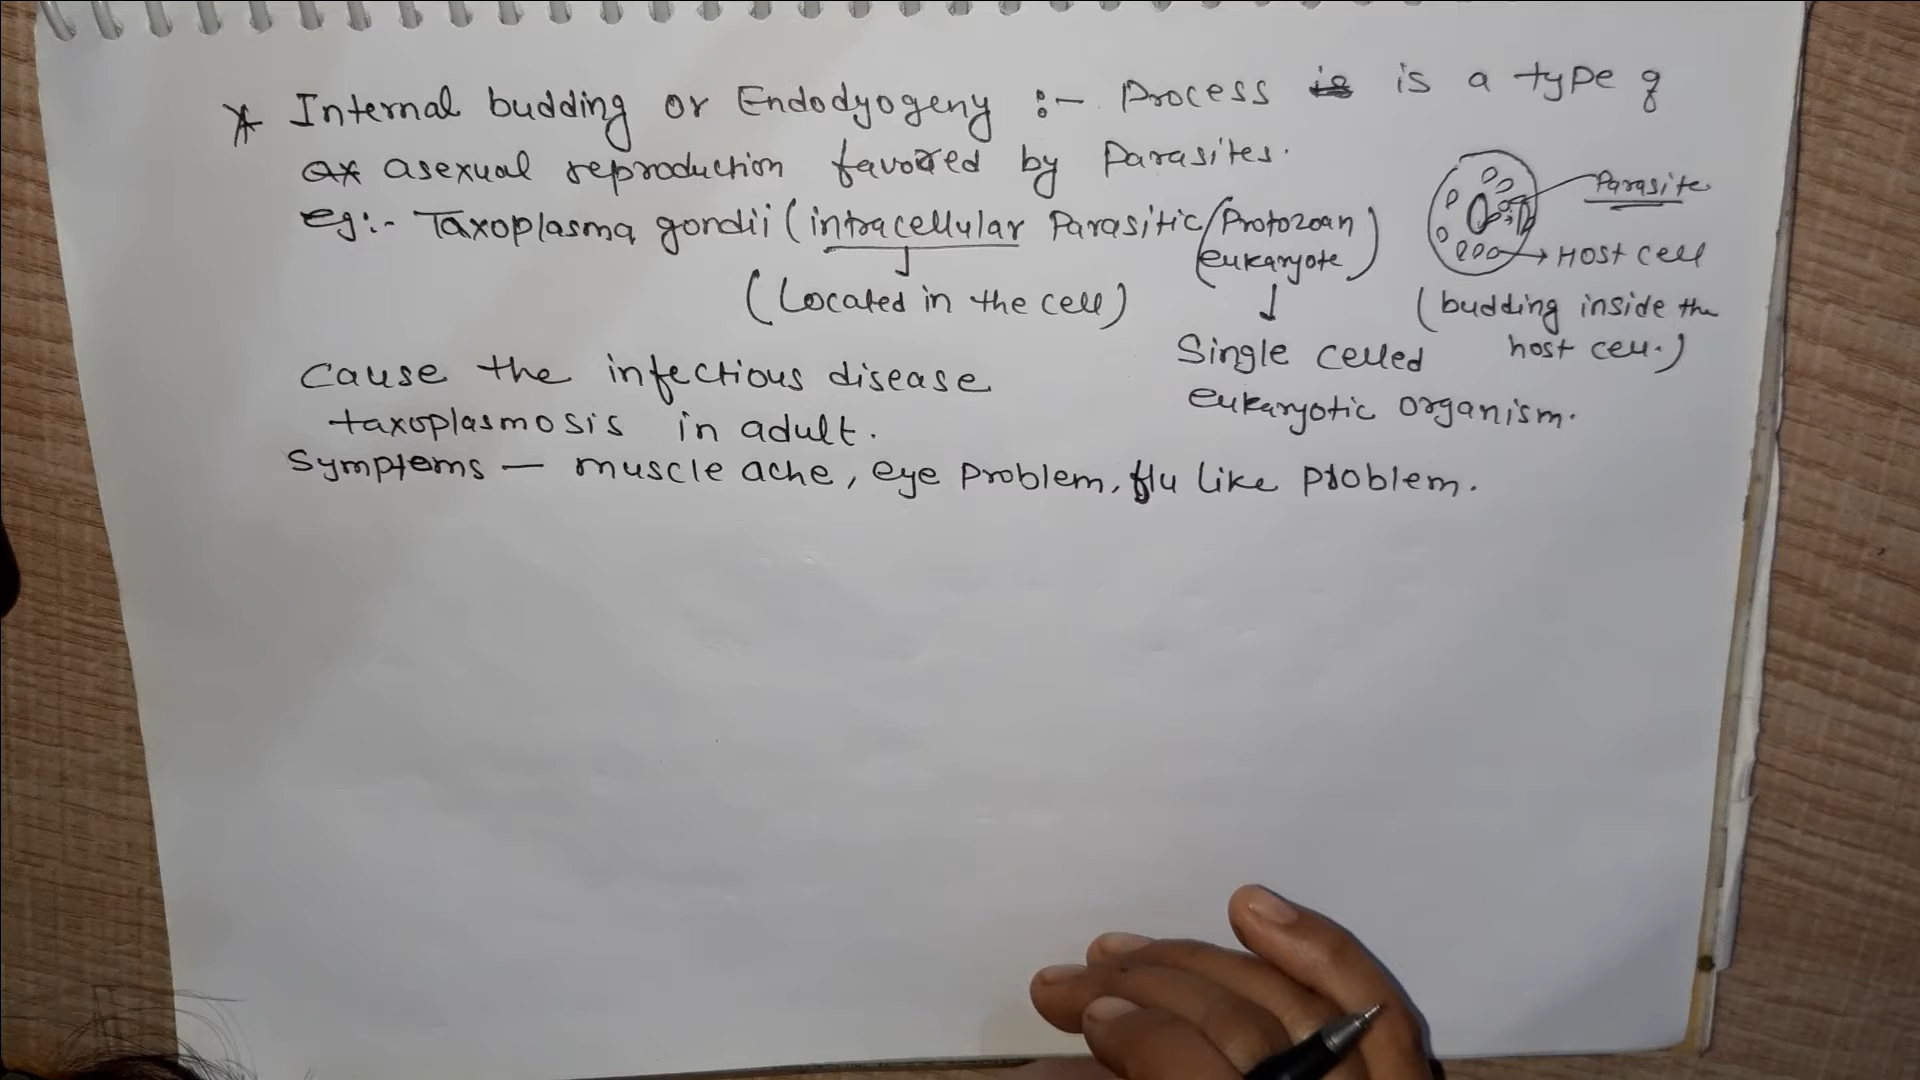 * Internal budding or Endodyogeny :- Process is a type of
asexual reproduction favored by Parasites.
eg:- Taxoplasma gondii (intracellular Parasitic/Protozoan
eukaryote)
(Located in the cell)
Single celled
eukaryotic organism.
Parasite
Host cell
(budding inside the
host cell.)
Cause the infectious disease
taxoplasmosis in adult.
Symptems — muscle ache, eye problem, flu like problem.